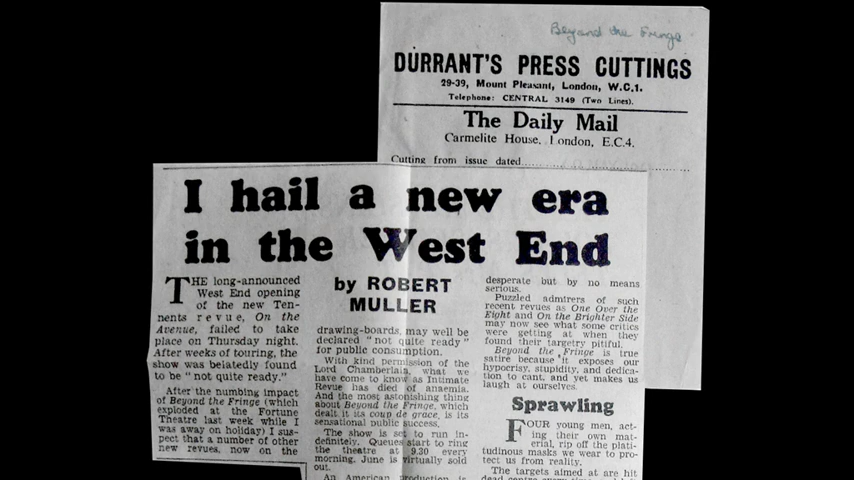 Beyond the Fringe
DURRANT'S PRESS CUTTINGS
29-39, Mount Pleasant, London, W.C.1.
Telephone: CENTRAL 3149 (Two Lines).
The Daily Mail
Carmelite House, London, E.C.4.
Cutting from issue dated
I hail a new era
in the West End
THE long-announced
West End opening
of the new Ten-
nents revue, On the
Avenue, failed to take
place on Thursday night.
After weeks of touring, the
show was belatedly found
to be "not quite ready."
After the numbing impact
of Beyond the Fringe (which
exploded at the Fortune
Theatre last week while I
was away on holiday) I sus-
pect that a number of other
new revues, now on the
by ROBERT
MULLER
drawing-boards, may well be
declared "not quite ready"
for public consumption.
With kind permission of the
Lord Chamberlain, what we
have come to know as Intimate
Revue has died of anaemia.
And the most astonishing thing
about Beyond the Fringe, which
dealt it its coup de grace, is its
sensational public success.
The show is set to run in-
definitely. Queues start to ring
the theatre at 9.30 every
morning. June is virtually sold
out.
An American production is
desperate but by no means
serious.
Puzzled admirers of such
recent revues as One Over the
Eight and On the Brighter Side
may now see what some critics
were getting at when they
found their targetry pitiful.
Beyond the Fringe is true
satire because it exposes our
hypocrisy, stupidity, and dedica-
tion to cant, and yet makes us
laugh at ourselves.
Sprawling
FOUR young men, act-
ing their own mat-
erial, rip off the plati-
tudinous masks we wear to pro-
tect us from reality.
The targets aimed at are hit
dead centre every time